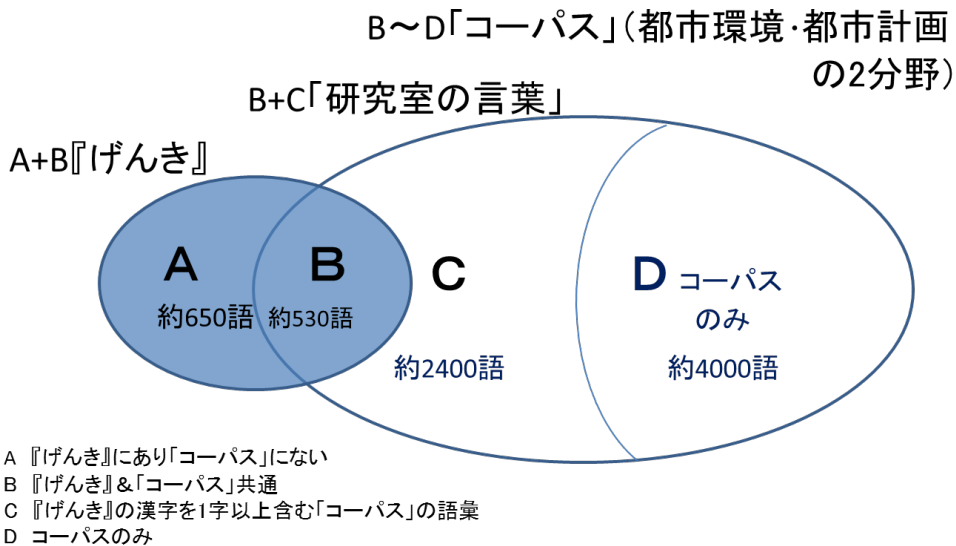 B～D「コーパス」（都市環境･都市計画
の2分野）
B+C「研究室の言葉」
A+B『げんき』
A
B
C
D コーパス
のみ
約650語
約530語
約2400語
約4000語
A 『げんき』にあり「コーパス」にない
B 『げんき』＆「コーパス」共通
C 『げんき』の漢字を1字以上含む「コーパス」の語彙
D コーパスのみ